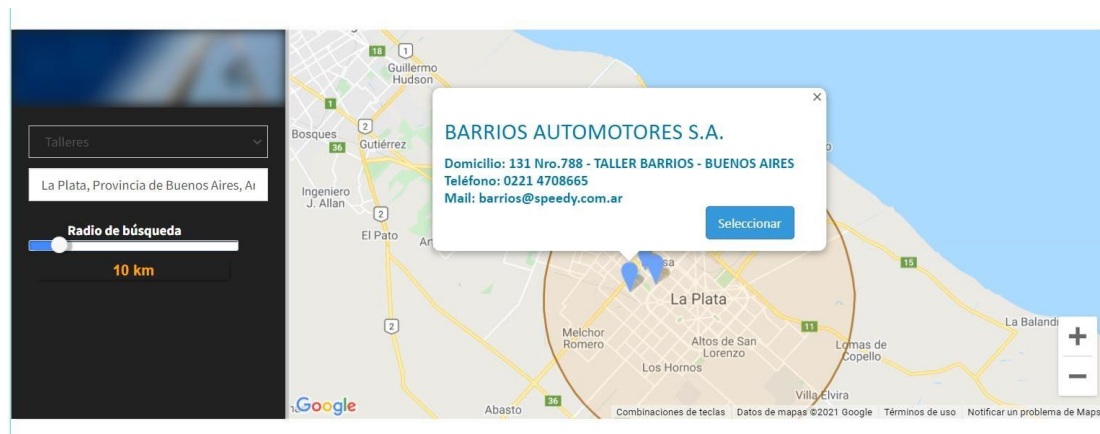 Talleres
La Plata, Provincia de Buenos Aires, Ar
Radio de búsqueda
10 km
18
1
Guillermo
Hudson
1
2
Bosques
36
Gutiérrez
Ingeniero
J. Allan
2
El Pato
2
×
BARRIOS AUTOMOTORES S.A.
Domicilio: 131 Nro.788 - TALLER BARRIOS - BUENOS AIRES
Teléfono: 0221 4708665
Mail: barrios@speedy.com.ar
Seleccionar
La Plata
15
11
Melchor
Romero
Altos de San
Lorenzo
Lomas de
Copello
La Balandr
Los Hornos
Villa Elvira
36
Abasto
+
−
Google
Combinaciones de teclas
Datos de mapas ©2021 Google
Términos de uso
Notificar un problema de Maps